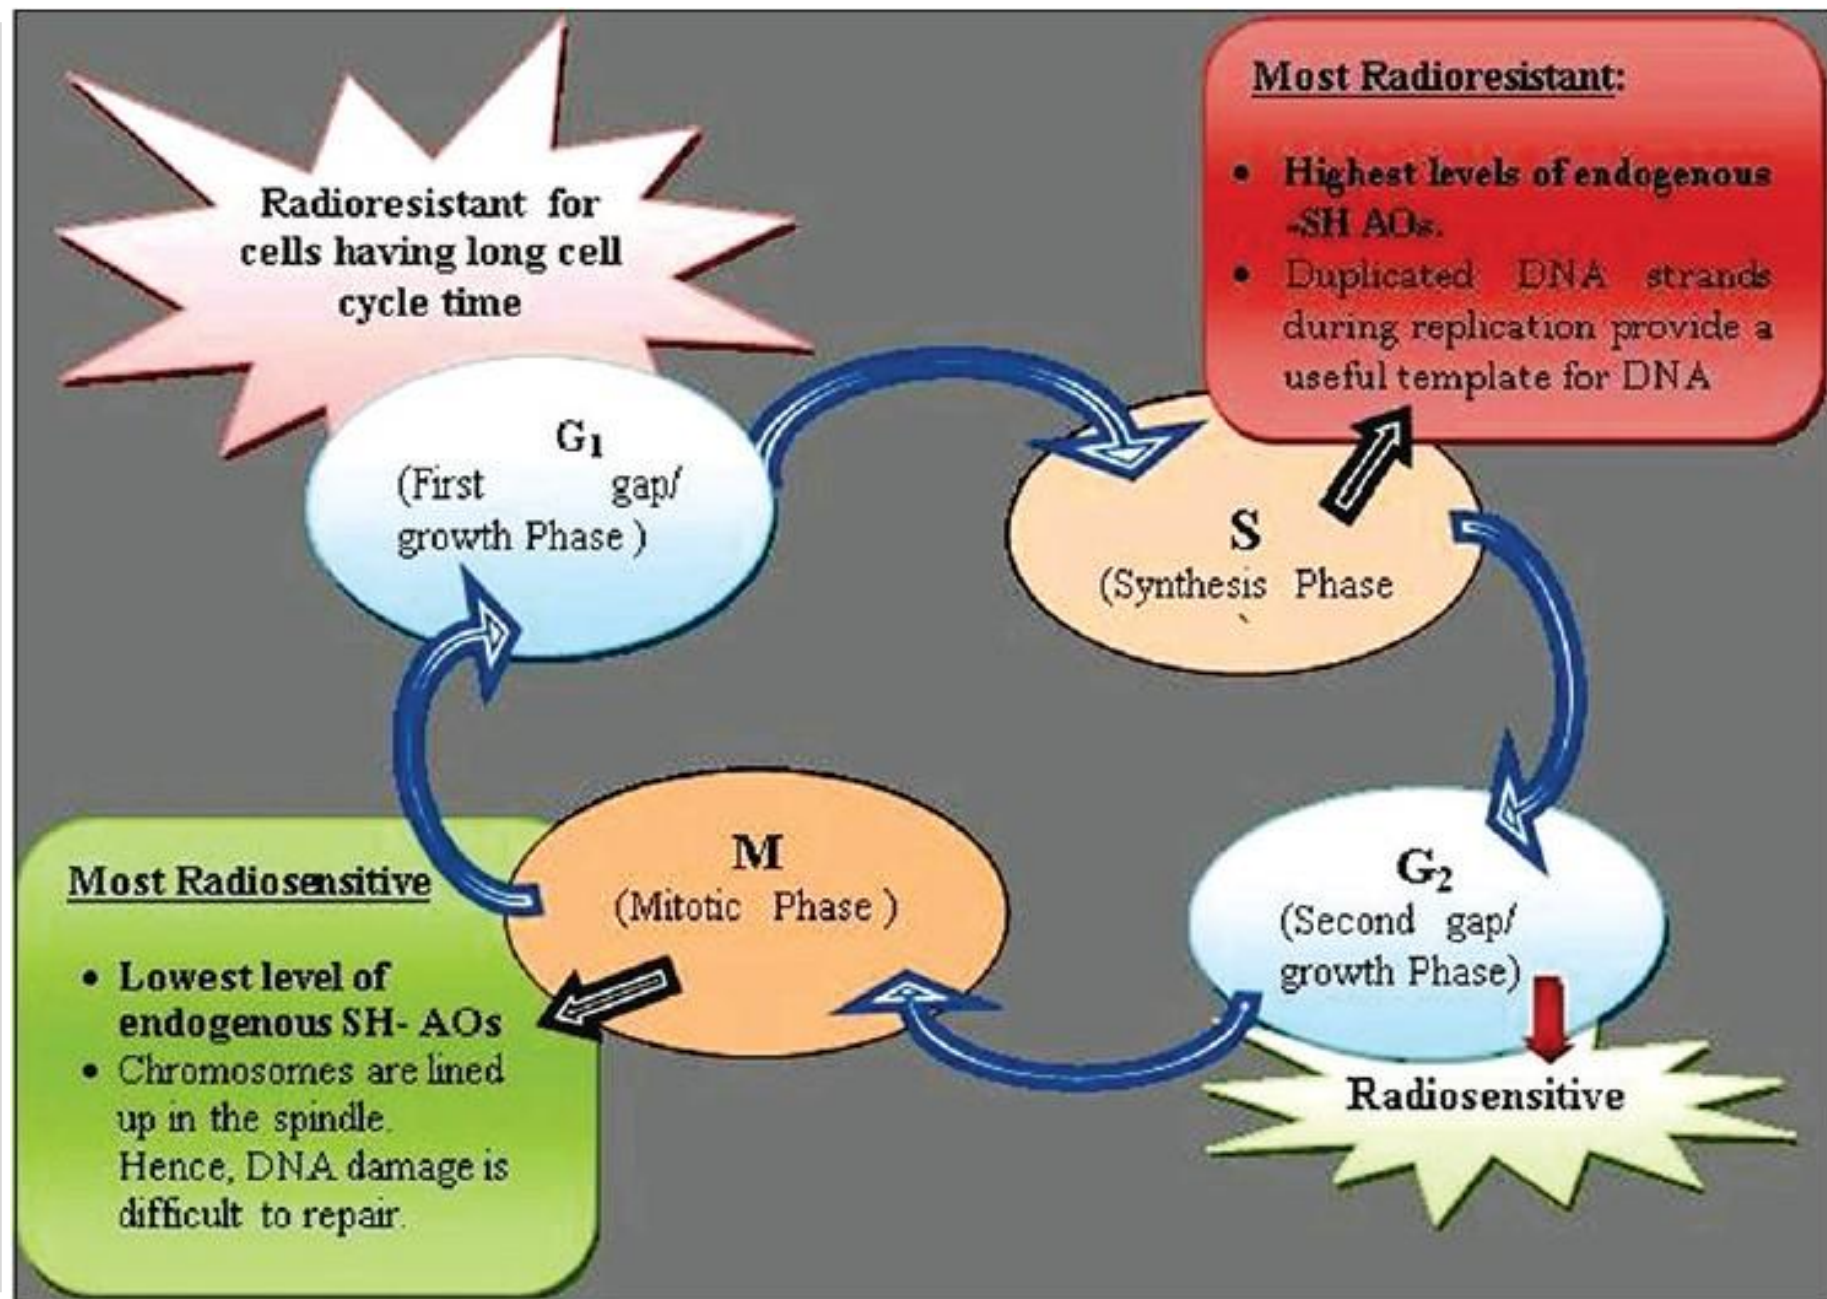 Radioresistant for
cells having long cell
cycle time
Most Radioresistant:
• Highest levels of endogenous
-SH AOs.
• Duplicated DNA strands
during replication provide a
useful template for DNA
G1
(First gap/
growth Phase )
S
(Synthesis Phase
G2
(Second gap/
growth Phase)
Radiosensitive
M
(Mitotic Phase )
Most Radiosensitive
• Lowest level of
endogenous SH- AOs
• Chromosomes are lined
up in the spindle.
Hence, DNA damage is
difficult to repair.